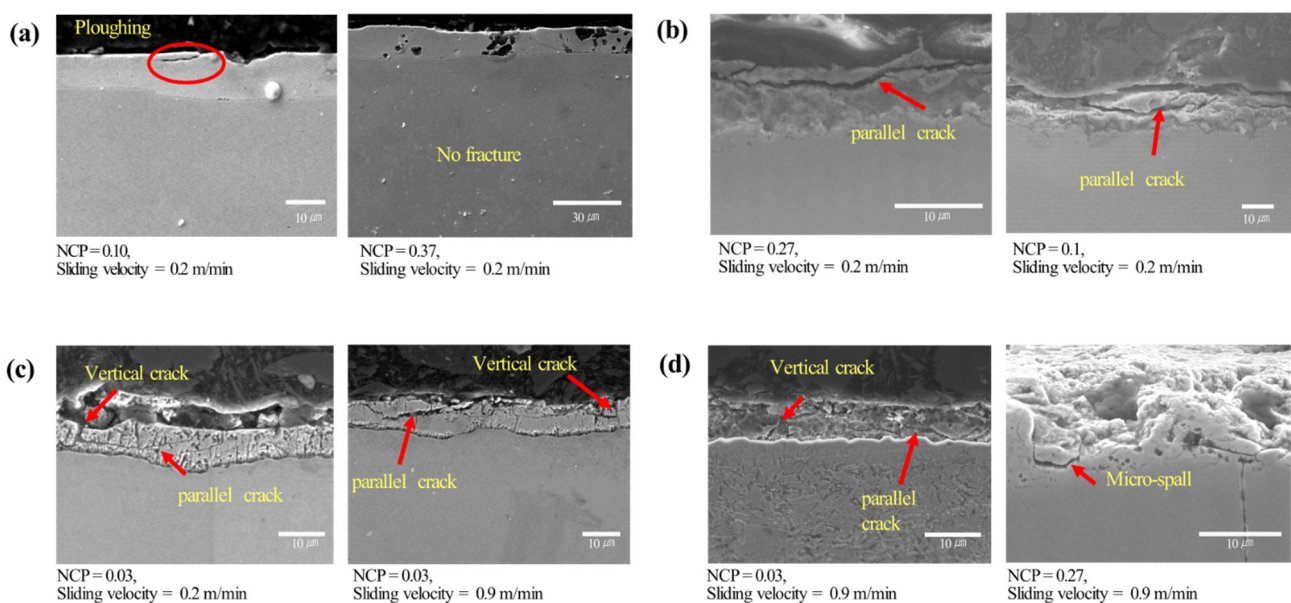 (a)
Ploughing
10 μm
NCP = 0.10,
Sliding velocity = 0.2 m/min
No fracture
30 μm
NCP = 0.37,
Sliding velocity = 0.2 m/min
(b)
parallel crack
10 μm
NCP = 0.27,
Sliding velocity = 0.2 m/min
parallel crack
10 μm
NCP = 0.1,
Sliding velocity = 0.2 m/min
(c)
Vertical crack
parallel crack
10 μm
NCP = 0.03,
Sliding velocity = 0.2 m/min
Vertical crack
parallel crack
10 μm
NCP = 0.03,
Sliding velocity = 0.9 m/min
(d)
Vertical crack
parallel
crack
10 μm
NCP = 0.03,
Sliding velocity = 0.9 m/min
Micro-spall
10 μm
NCP = 0.27,
Sliding velocity = 0.9 m/min